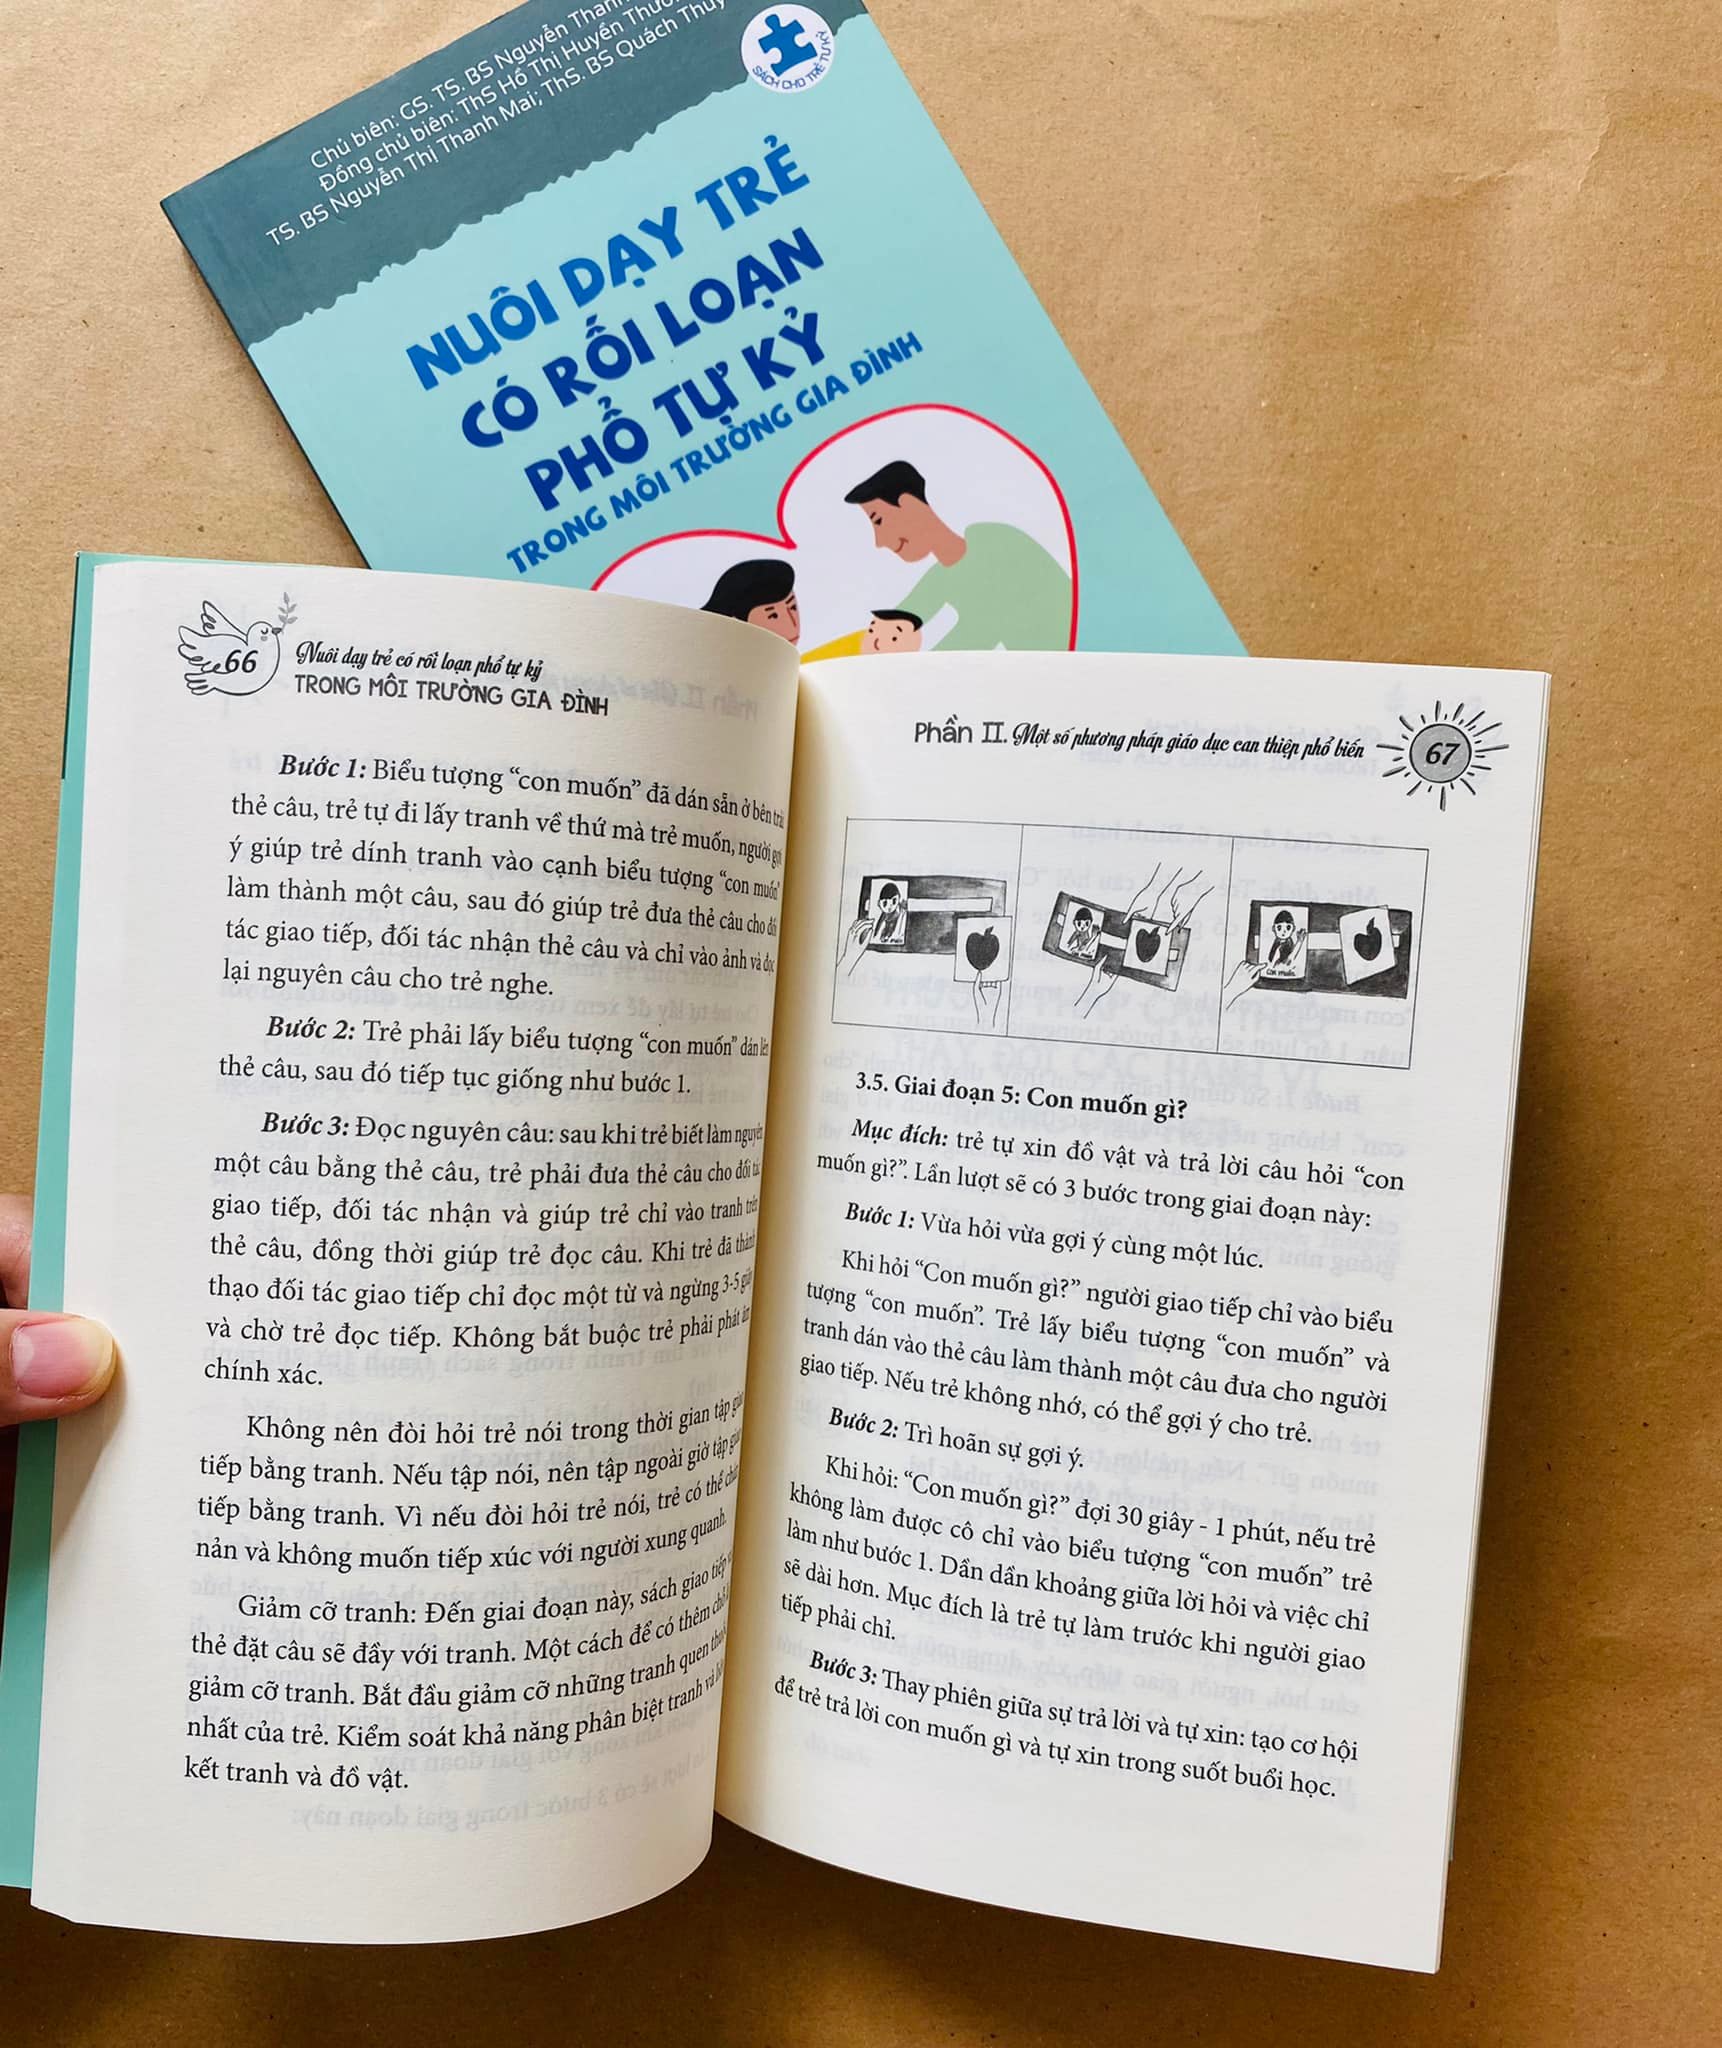 Chủ biên: GS. TS. BS Nguyễn Thanh
Đồng chủ biên: ThS Hồ Thị Huyền
TS. BS Nguyễn Thị Thanh Mai; ThS. BS Quách
SÁCH CHO TRẺ TỰ KỶ
NUÔI DẠY TRẺ
CÓ RỐI LOẠN
PHỔ TỰ KỶ
TRONG MÔI TRƯỜNG GIA ĐÌNH
66
Nuôi dạy trẻ có rối loạn phổ tự kỷ
TRONG MÔI TRƯỜNG GIA ĐÌNH
Bước 1: Biểu tượng “con muốn” đã dán sẵn ở bên
thẻ câu, trẻ tự đi lấy tranh về thứ mà trẻ muốn, người gợi
ý giúp trẻ dính tranh vào cạnh biểu tượng “con muốn”
làm thành một câu, sau đó giúp trẻ đưa thẻ câu cho đối
tác giao tiếp, đối tác nhận thẻ câu và chỉ vào ảnh và đọc
lại nguyên câu cho trẻ nghe.
Bước 2: Trẻ phải lấy biểu tượng “con muốn” dán lên
thẻ câu, sau đó tiếp tục giống như bước 1.
Bước 3: Đọc nguyên câu: sau khi trẻ biết làm nguyên
một câu bằng thẻ câu, trẻ phải đưa thẻ câu cho đối tác
giao tiếp, đối tác nhận và giúp trẻ chỉ vào tranh trên
thẻ câu, đồng thời giúp trẻ đọc câu. Khi trẻ đã thành
thạo đối tác giao tiếp chỉ đọc một từ và ngừng 3-5 giây
và chờ trẻ đọc tiếp. Không bắt buộc trẻ phải phát âm
chính xác.
Không nên đòi hỏi trẻ nói trong thời gian tập giao
tiếp bằng tranh. Nếu tập nói, nên tập ngoài giờ tập giao
tiếp bằng tranh. Vì nếu đòi hỏi trẻ nói, trẻ có thể chán
nản và không muốn tiếp xúc với người xung quanh.
Giảm cỡ tranh: Đến giai đoạn này, sách giao tiếp và
thẻ đặt câu sẽ đầy với tranh. Một cách để có thêm chỗ
giảm cỡ tranh. Bắt đầu giảm cỡ những tranh quen thuộc
nhất của trẻ. Kiểm soát khả năng phân biệt tranh và
kết tranh và đồ vật.
Phần II. Một số phương pháp giáo dục can thiệp phổ biến
67
Con muốn
3.5. Giai đoạn 5: Con muốn gì?
Mục đích: trẻ tự xin đồ vật và trả lời câu hỏi “con
muốn gì?”. Lần lượt sẽ có 3 bước trong giai đoạn này:
Bước 1: Vừa hỏi vừa gợi ý cùng một lúc.
Khi hỏi “Con muốn gì?” người giao tiếp chỉ vào biểu
tượng “con muốn”. Trẻ lấy biểu tượng “con muốn” và
tranh dán vào thẻ câu làm thành một câu đưa cho người
giao tiếp. Nếu trẻ không nhớ, có thể gợi ý cho trẻ.
Bước 2: Trì hoãn sự gợi ý.
Khi hỏi: “Con muốn gì?” đợi 30 giây - 1 phút, nếu trẻ
không làm được cô chỉ vào biểu tượng “con muốn” trẻ
làm như bước 1. Dần dần khoảng giữa lời hỏi và việc chỉ
sẽ dài hơn. Mục đích là trẻ tự làm trước khi người giao
tiếp phải chỉ.
Bước 3: Thay phiên giữa sự trả lời và tự xin: tạo cơ hội
để trẻ trả lời con muốn gì và tự xin trong suốt buổi học.